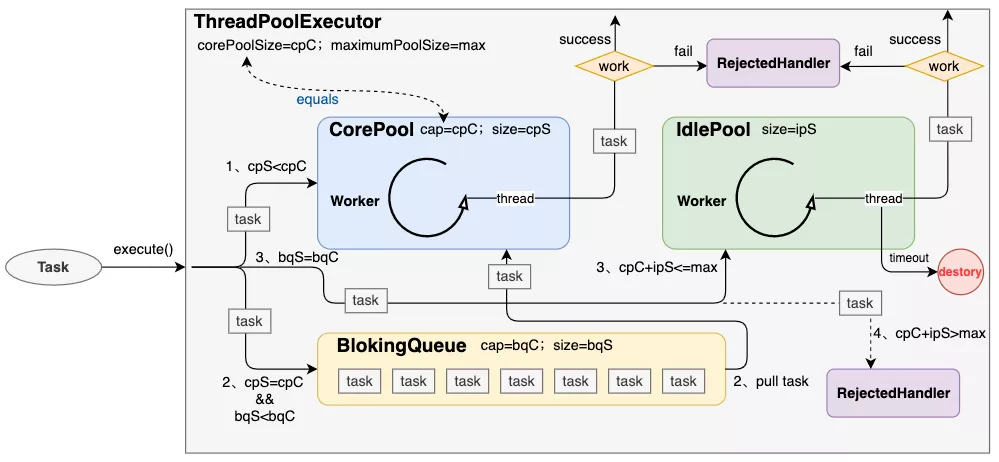 ThreadPoolExecutor
corePoolSize=cpC；maximumPoolSize=max
equals
success
work
fail
RejectedHandler
fail
success
work
CorePool cap=cpC；size=cpS
task
IdlePool size=ipS
task
1、cpS<cpC
Worker
thread
Worker
thread
task
execute()
Task
3、bqS=bqC
task
3、cpC+ipS<=max
timeout
destory
task
task
task
task
4、cpC+ipS>max
BlokingQueue cap=bqC；size=bqS
task task task task task task task
2、pull task
2、cpS=cpC
&&
bqS<bqC
RejectedHandler